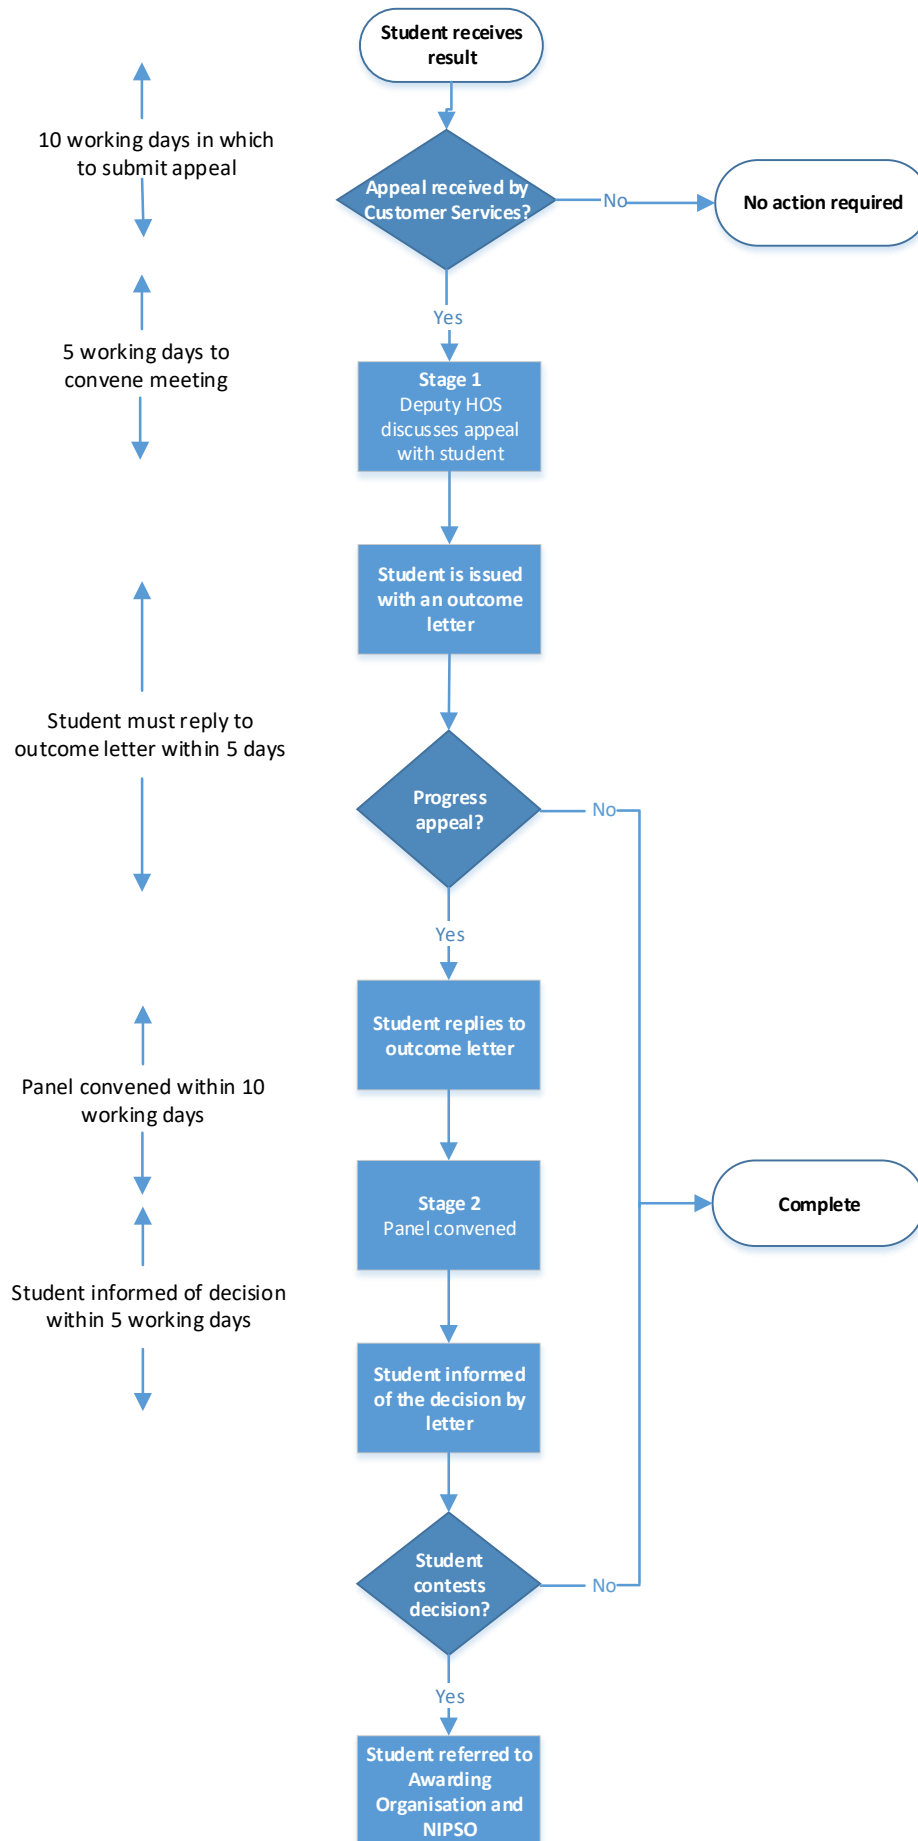 Student receives
result
10 working days in which
to submit appeal
Appeal received by
Customer Services?
No
No action required
Yes
5 working days to
convene meeting
Stage 1
Deputy HOS
discusses appeal
with student
Student is issued
with an outcome
letter
Student must reply to
outcome letter within 5 days
Progress
appeal?
No
Yes
Student replies to
outcome letter
Panel convened within 10
working days
Stage 2
Panel convened
Complete
Student informed of decision
within 5 working days
Student informed
of the decision by
letter
Student
contests
decision?
No
Yes
Student referred to
Awarding
Organisation and
NIPSO